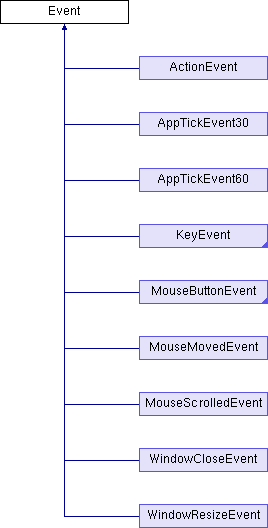 Event
ActionEvent
AppTickEvent30
AppTickEvent60
KeyEvent
MouseButtonEvent
MouseMovedEvent
MouseScrolledEvent
WindowCloseEvent
WindowResizeEvent